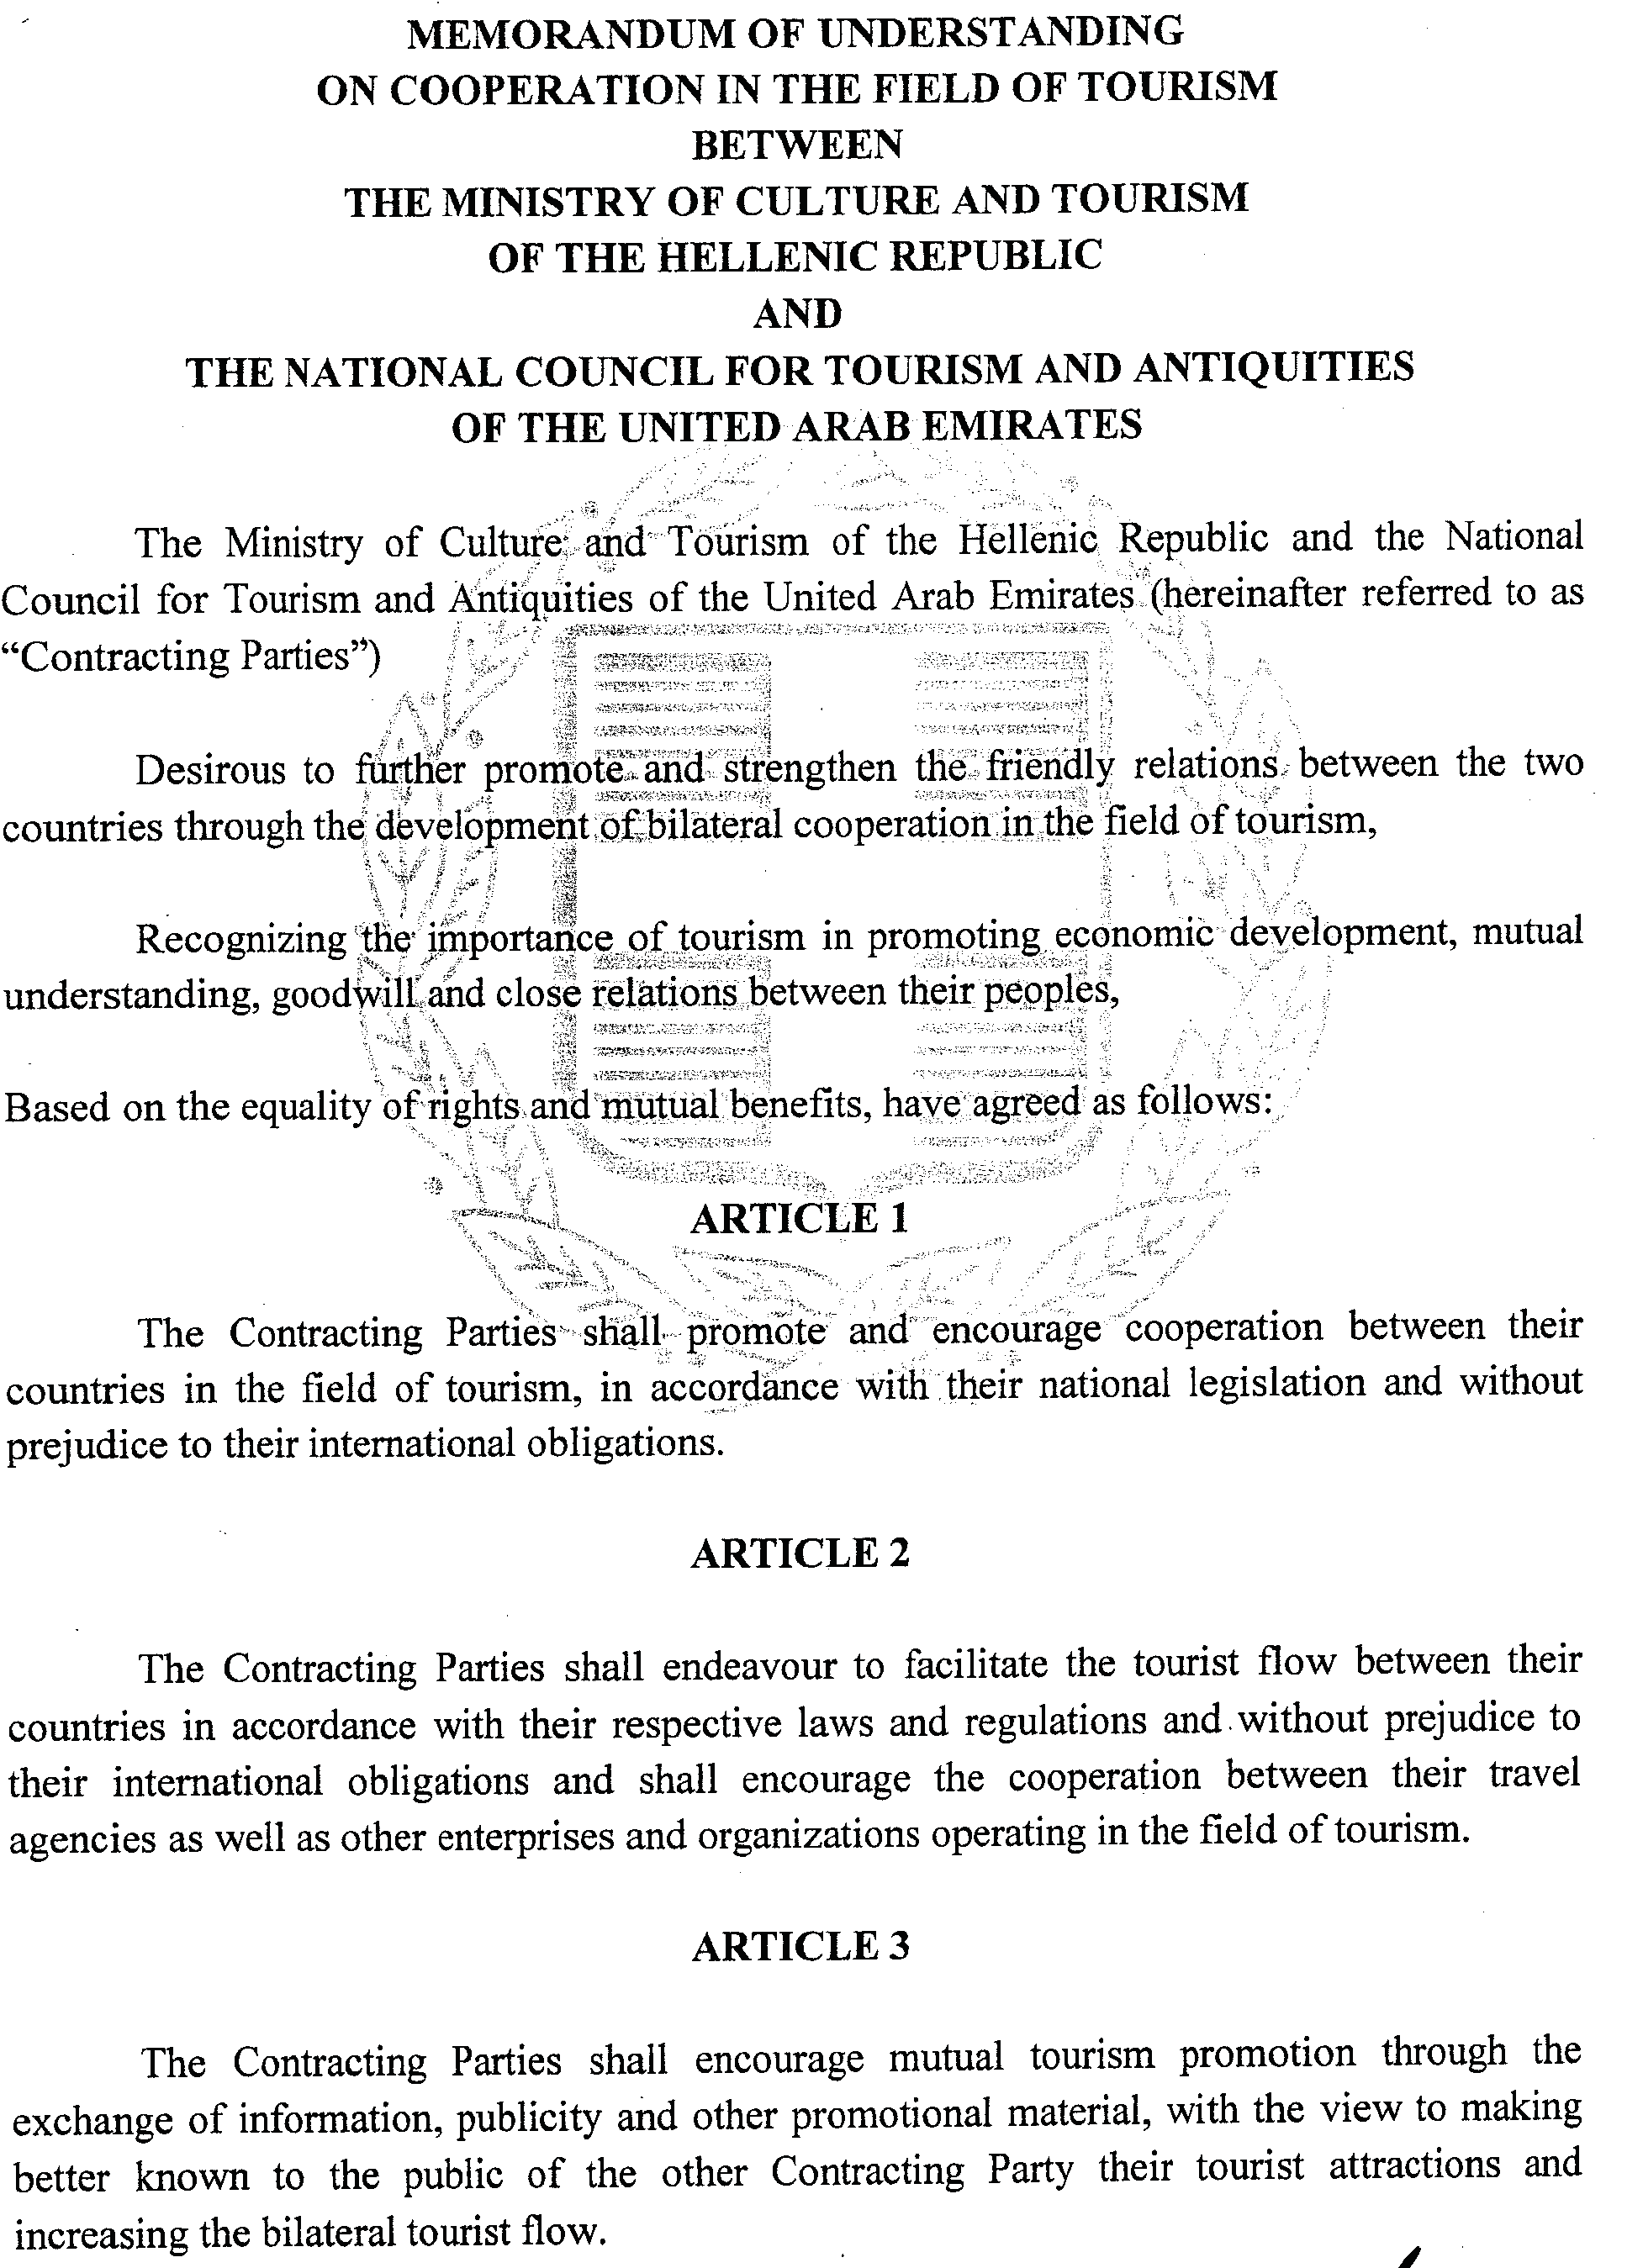 MEMORANDUM OF UNDERSTANDING
ON COOPERATION IN THE FIELD OF TOURISM
BETWEEN
THE MINISTRY OF CULTURE AND TOURISM
OF THE HELLENIC REPUBLIC
AND
THE NATIONAL COUNCIL FOR TOURISM AND ANTIQUITIES
OF THE UNITED ARAB EMIRATES
The Ministry of Culture and Tourism of the Hellenic Republic and the National
Council for Tourism and Antiquities of the United Arab Emirates (hereinafter referred to as
“Contracting Parties”)
Desirous to further promote and strengthen the friendly relations between the two
countries through the development of bilateral cooperation in the field of tourism,
Recognizing the importance of tourism in promoting economic development, mutual
understanding, goodwill and close relations between their peoples,
Based on the equality of rights and mutual benefits, have agreed as follows:
ARTICLE 1
The Contracting Parties shall promote and encourage cooperation between their
countries in the field of tourism, in accordance with their national legislation and without
prejudice to their international obligations.
ARTICLE 2
The Contracting Parties shall endeavour to facilitate the tourist flow between their
countries in accordance with their respective laws and regulations and without prejudice to
their international obligations and shall encourage the cooperation between their travel
agencies as well as other enterprises and organizations operating in the field of tourism.
ARTICLE 3
The Contracting Parties shall encourage mutual tourism promotion through the
exchange of information, publicity and other promotional material, with the view to making
better known to the public of the other Contracting Party their tourist attractions and
increasing the bilateral tourist flow.